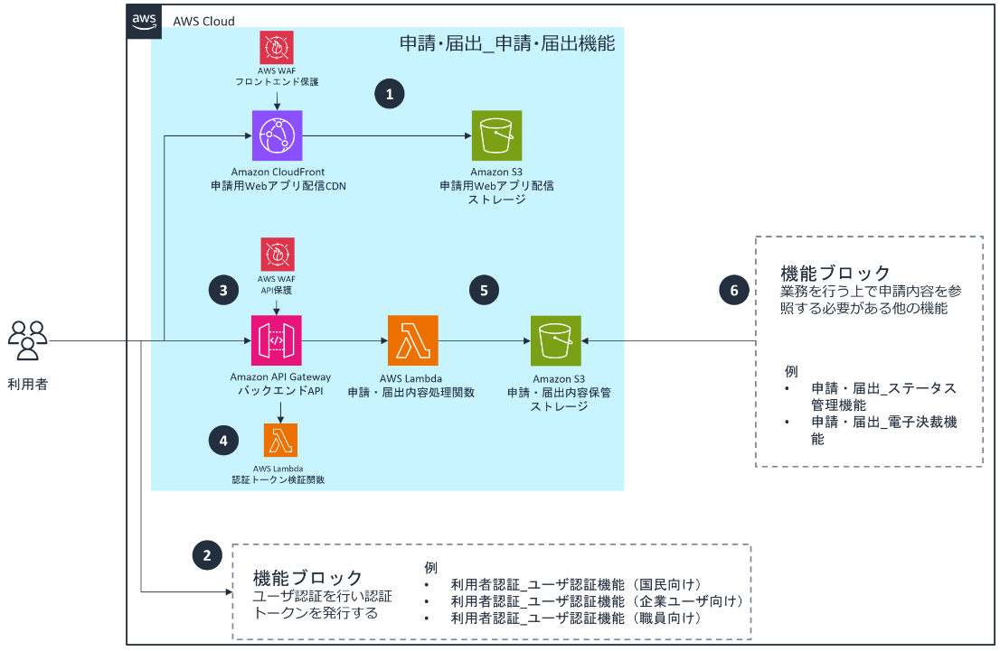 aws
AWS Cloud
申請・届出_申請・届出機能
AWS WAF
フロントエンド保護
1
Amazon CloudFront
申請用Webアプリ配信CDN
Amazon S3
申請用Webアプリ配信
ストレージ
AWS WAF
API保護
3
5
6
Amazon API Gateway
バックエンドAPI
AWS Lambda
申請・届出内容処理関数
Amazon S3
申請・届出内容保管
ストレージ
利用者
4
AWS Lambda
認証トークン検証関数
機能ブロック
業務を行う上で申請内容を参
照する必要がある他の機能
例
• 申請・届出_ステータス
管理機能
• 申請・届出_電子決裁機
能
2
機能ブロック
ユーザ認証を行い認証
トークンを発行する
例
• 利用者認証_ユーザ認証機能（国民向け）
• 利用者認証_ユーザ認証機能（企業ユーザ向け）
• 利用者認証_ユーザ認証機能（職員向け）